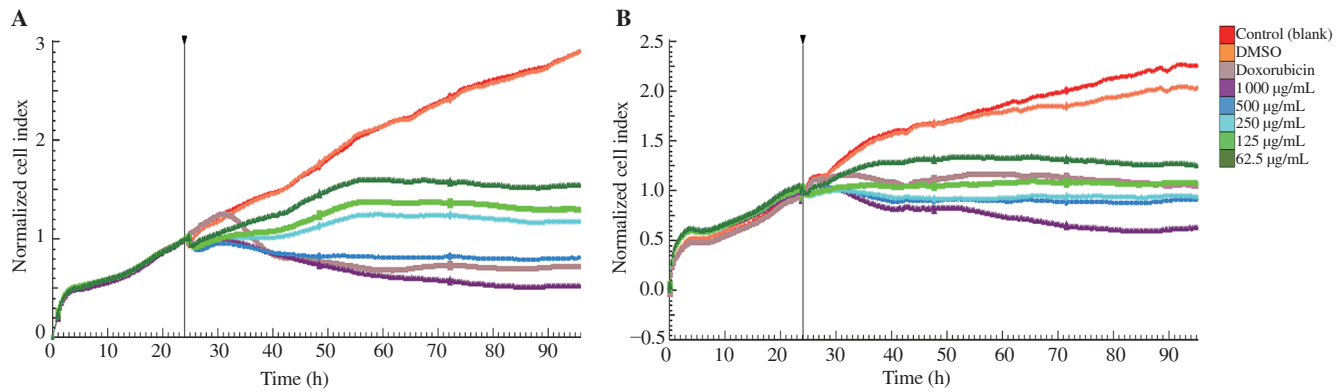 A
Normalized cell index
3
2
1
0
0 10 20 30 40 50 60 70 80 90
Time (h)
B
Normalized cell index
2.5
2.0
1.5
1.0
0.5
0.0
−0.5
0 10 20 30 40 50 60 70 80 90
Time (h)
Control (blank)
DMSO
Doxorubicin
1000 μg/mL
500 μg/mL
250 μg/mL
125 μg/mL
62.5 μg/mL